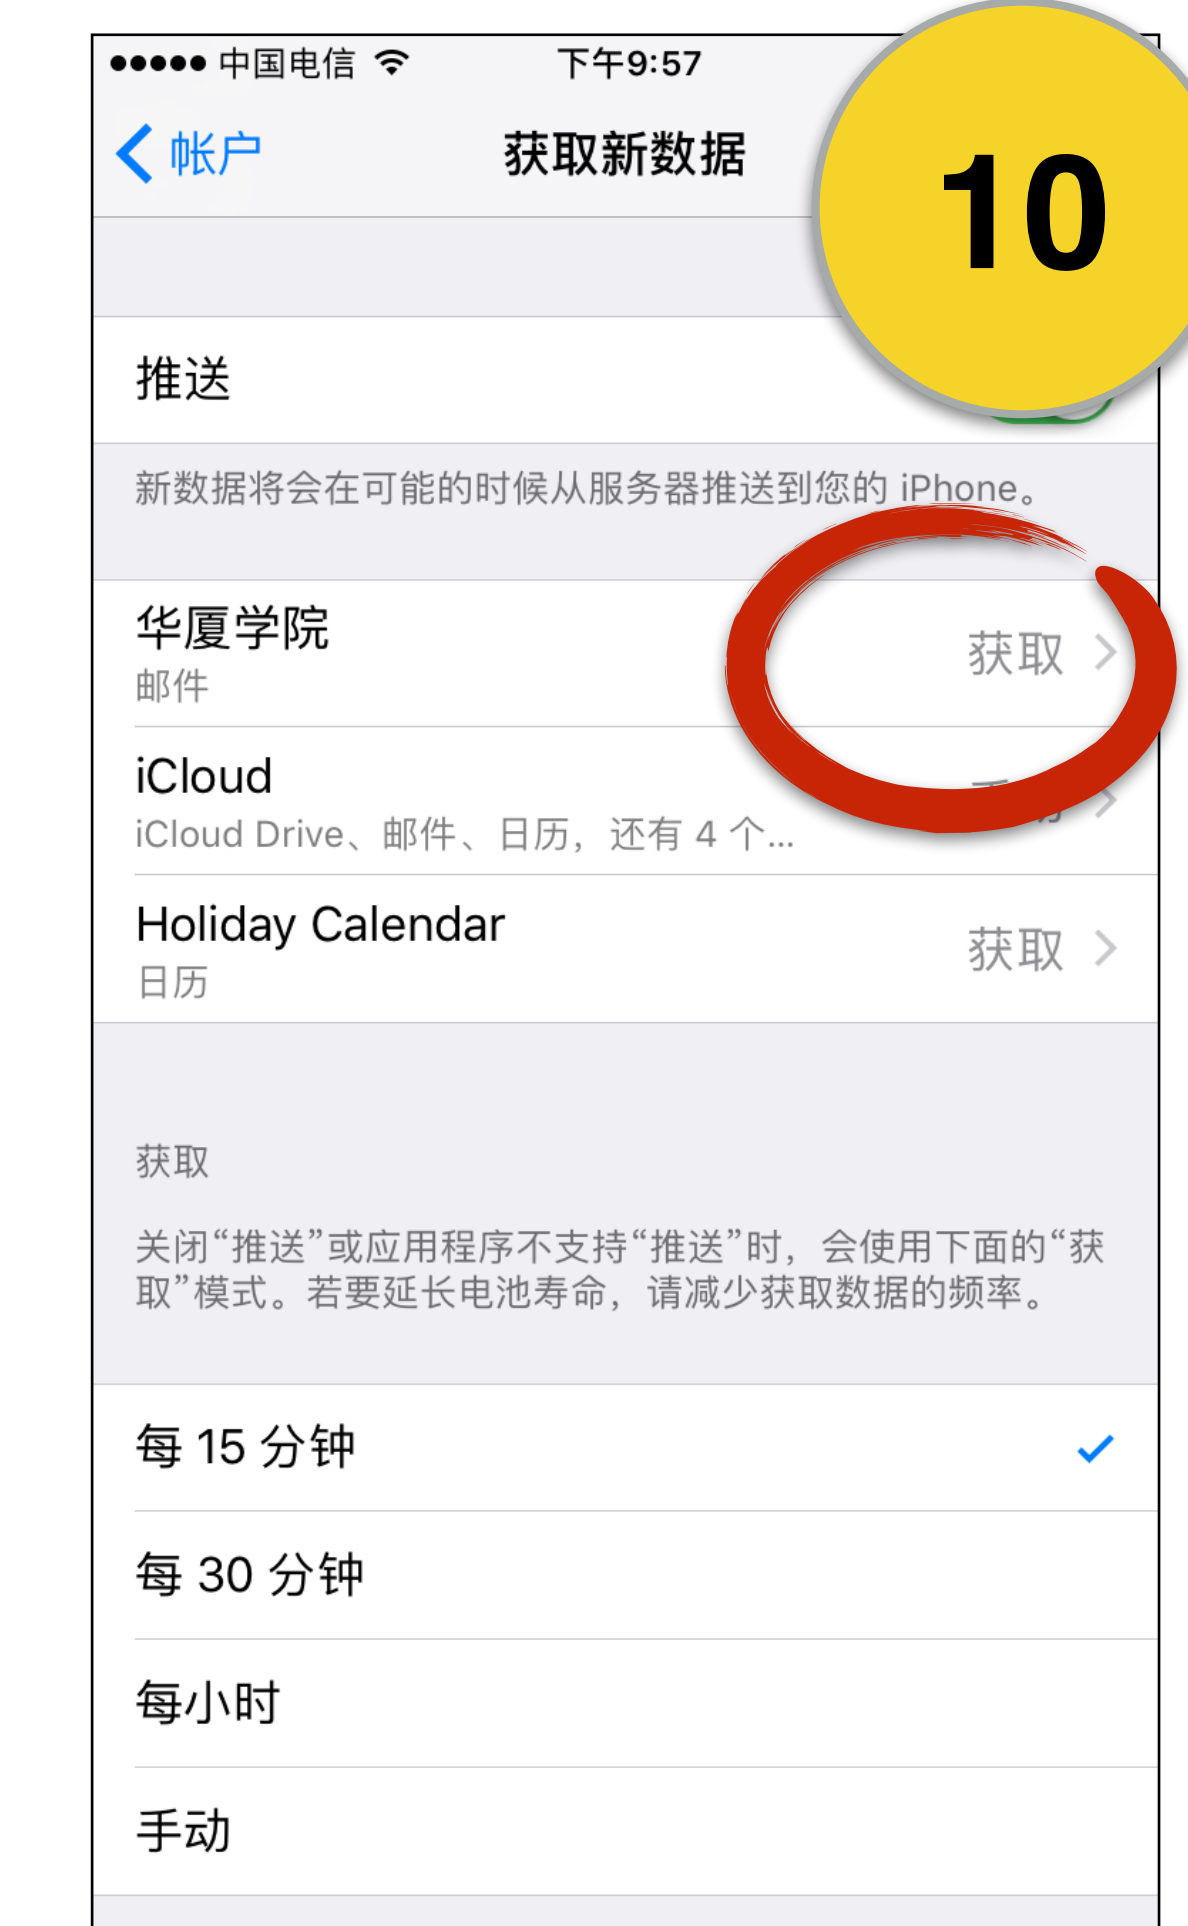 中国电信 下午9:57
帐户 获取新数据
10
推送
新数据将会在可能的时候从服务器推送到您的 iPhone。
华厦学院
邮件
获取
iCloud
iCloud Drive、邮件、日历，还有 4 个...
Holiday Calendar
日历
获取
获取
关闭“推送”或应用程序不支持“推送”时，会使用下面的“获
取”模式。若要延长电池寿命，请减少获取数据的频率。
每 15 分钟
每 30 分钟
每小时
手动